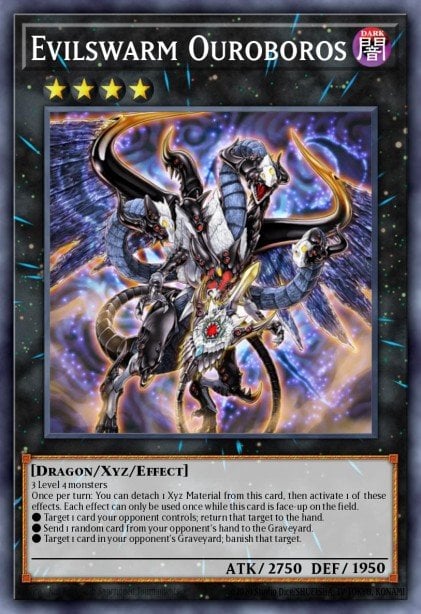 Evilswarm Ouroboros
DARK
闇
[Dragon/Xyz/Effect]
3 Level 4 monsters
Once per turn: You can detach 1 Xyz Material from this card, then activate 1 of these
effects. Each effect can only be used once while this card is face-up on the field.
● Target 1 card your opponent controls; return that target to the hand.
● Send 1 random card from your opponent's hand to the Graveyard.
● Target 1 card in your opponent's Graveyard; banish that target.
ATK/2750 DEF/1950